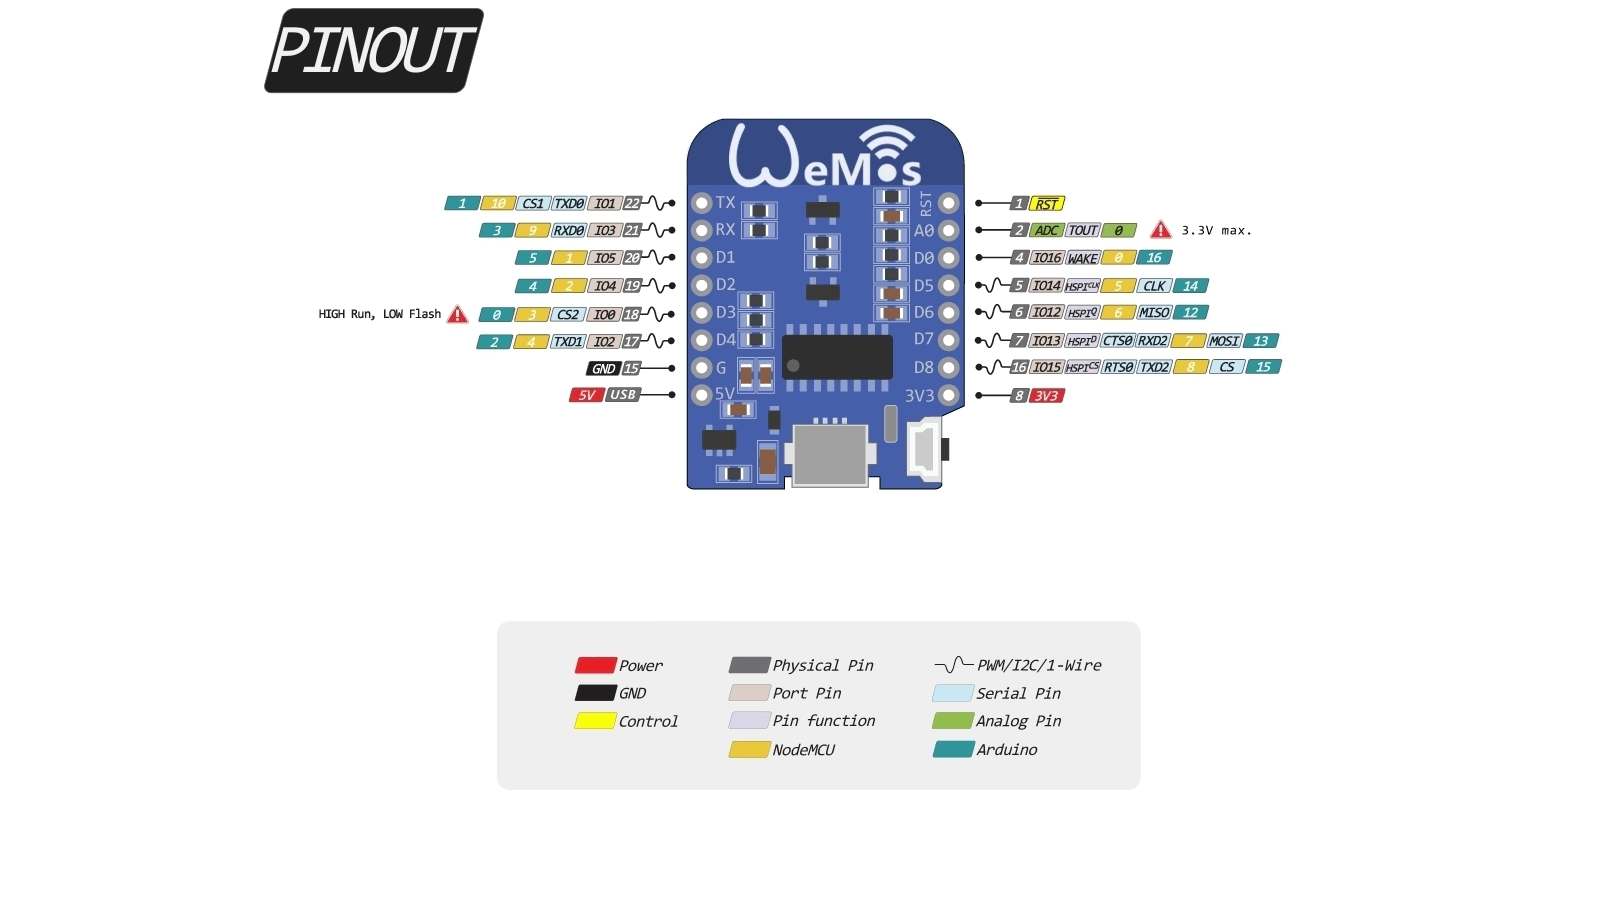 PINOUT
WeMos
1 10 CS1 TXD0 IO1 22 TX RST 1 RST
3 9 RXD0 IO3 21 RX A0 2 ADC TOUT 0 3.3V max.
5 1 IO5 20 D1 D0 4 IO16 WAKE 0 16
4 2 IO4 19 D2 D5 5 IO14 HSPICLK 5 CLK 14
HIGH Run, LOW Flash 0 3 CS2 IO0 18 D3 D6 6 IO12 HSPIQ 6 MISO 12
2 4 TXD1 IO2 17 D4 D7 7 IO13 HSPID CTS0 RXD2 7 MOSI 13
GND 15 G D8 16 IO15 HSPICS RTS0 TXD2 8 CS 15
5V USB 5V 3V3 8 3V3
Power Physical Pin PWM/I2C/1-Wire
GND Port Pin Serial Pin
Control Pin function Analog Pin
NodeMCU Arduino